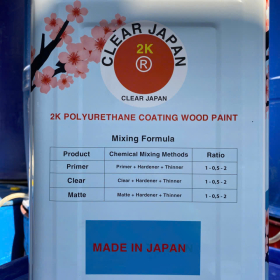 CLEAR JAPAN
2K
®
CLEAR JAPAN
2K POLYURETHANE COATING WOOD PAINT
Mixing Formula
Product Chemical Mixing Methods Ratio
Primer Primer + Hardener + Thinner 1 - 0,5 - 2
Clear Clear + Hardener + Thinner 1 - 0,5 - 2
Matte Matte + Hardener + Thinner 1 - 0,5 - 2
MADE IN JAPAN